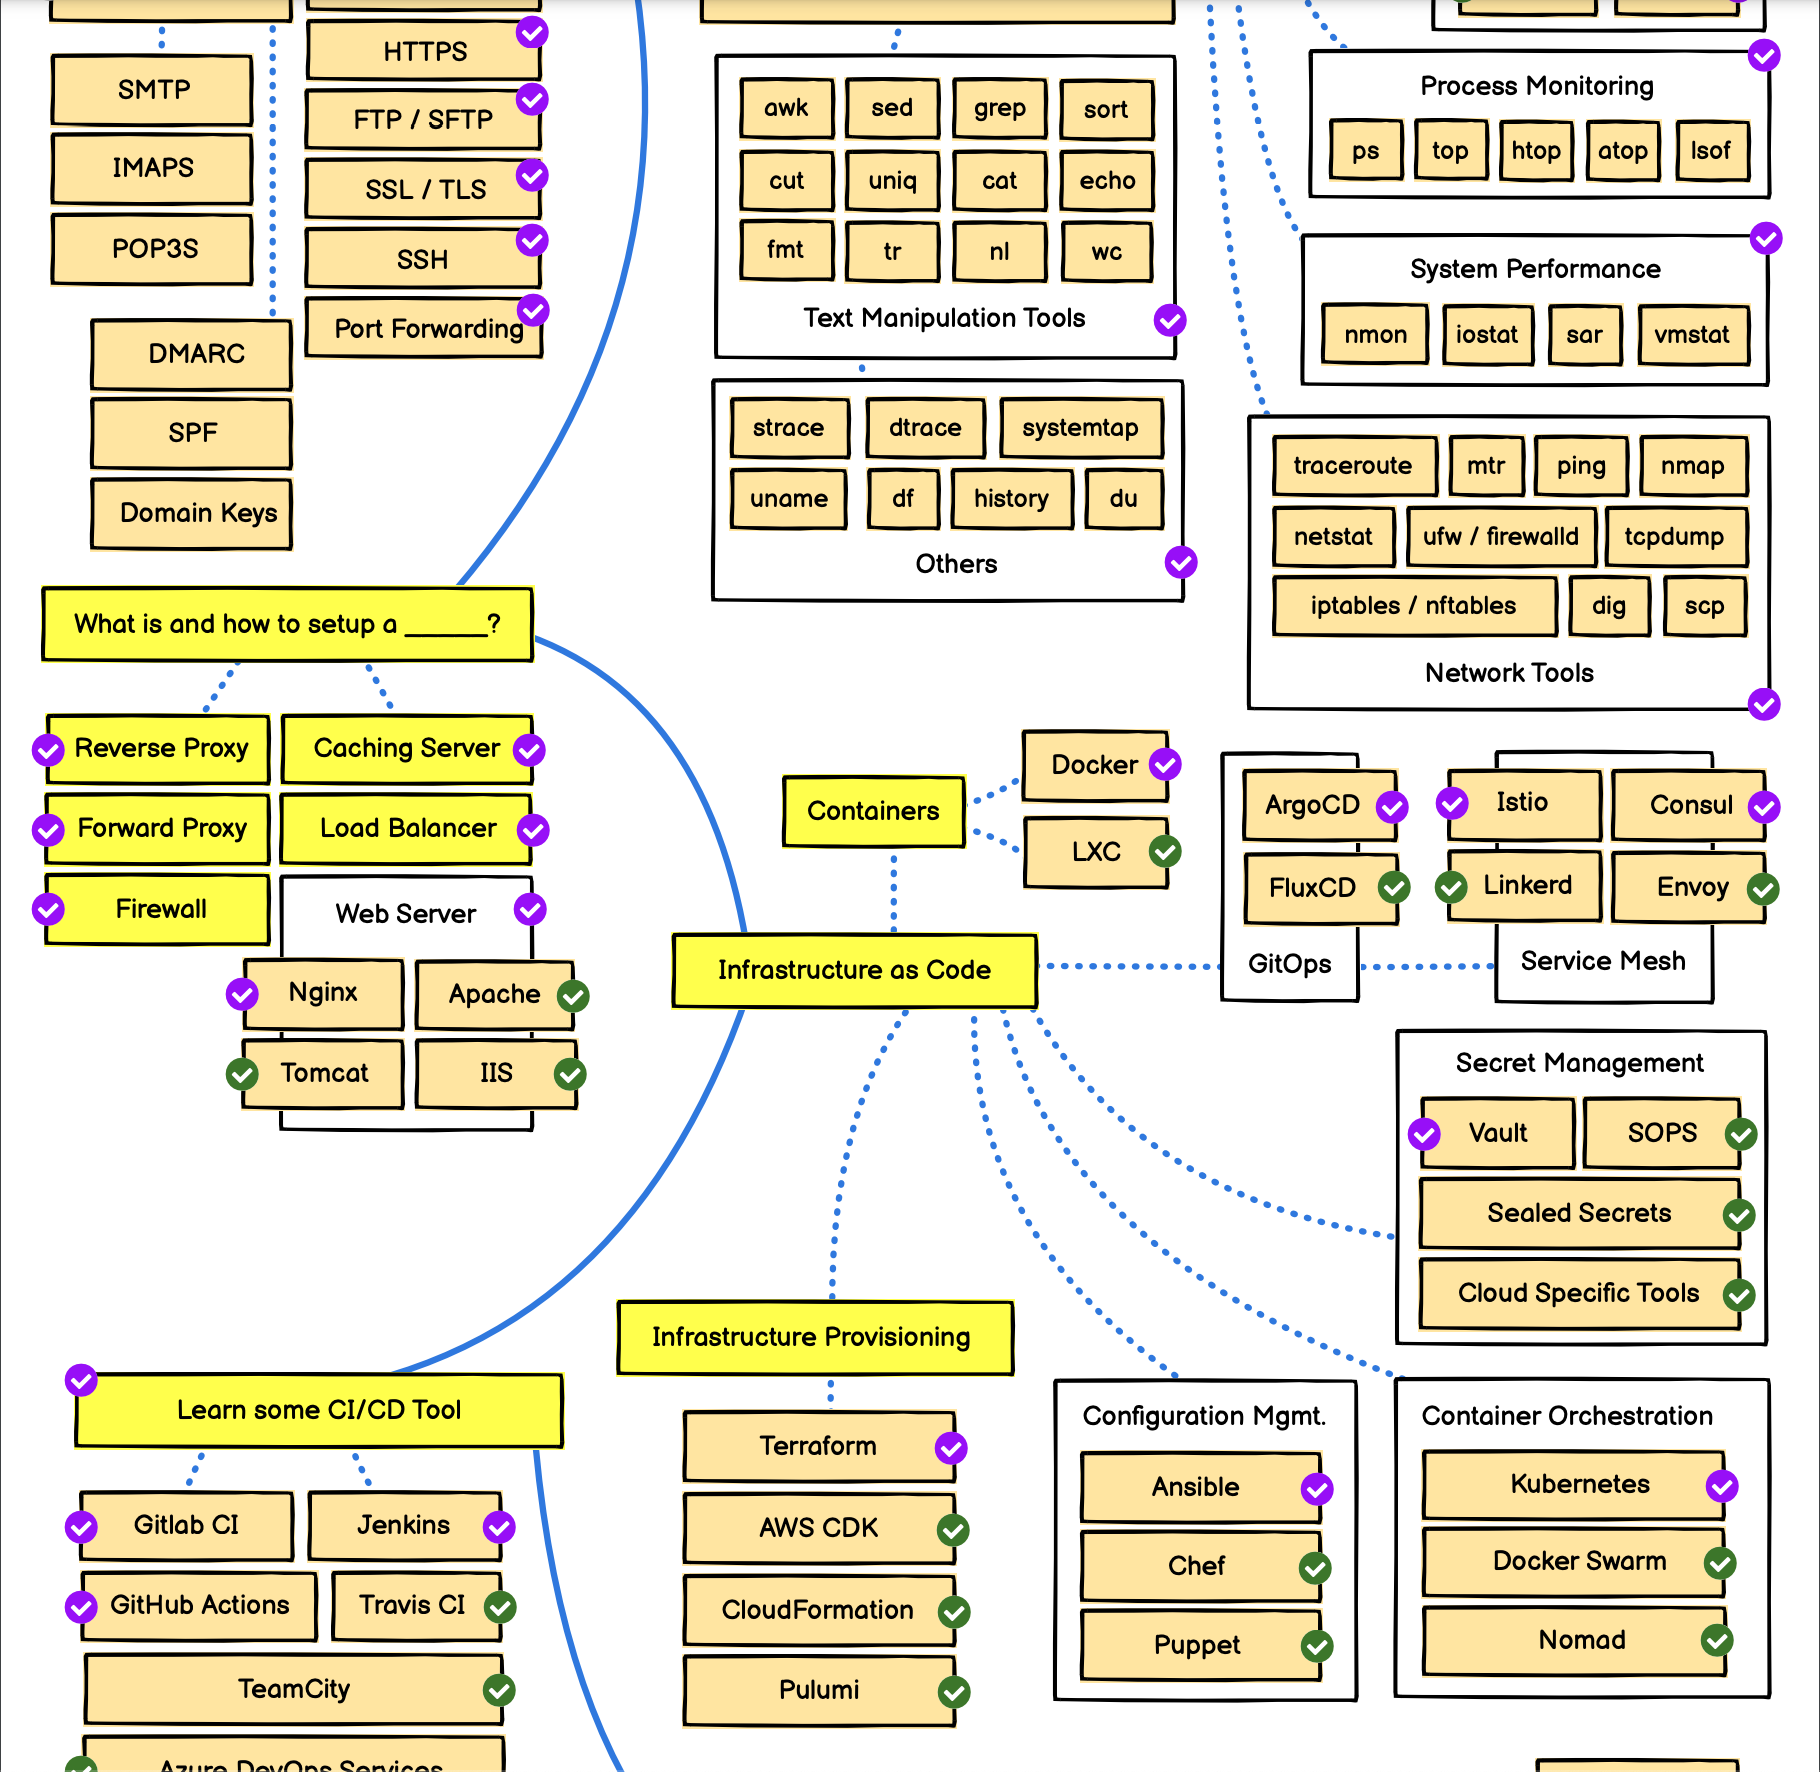 HTTPS
SMTP
FTP / SFTP
IMAPS
SSL / TLS
POP3S
SSH
Port Forwarding
DMARC
SPF
Domain Keys
awk
sed
grep
sort
cut
uniq
cat
echo
fmt
tr
nl
wc
Text Manipulation Tools
strace
dtrace
systemtap
uname
df
history
du
Others
Process Monitoring
ps
top
htop
atop
lsof
System Performance
nmon
iostat
sar
vmstat
traceroute
mtr
ping
nmap
netstat
ufw / firewalld
tcpdump
iptables / nftables
dig
scp
Network Tools
What is and how to setup a ______?
Reverse Proxy
Caching Server
Forward Proxy
Load Balancer
Firewall
Web Server
Nginx
Apache
Tomcat
IIS
Containers
Docker
LXC
ArgoCD
FluxCD
GitOps
Istio
Consul
Linkerd
Envoy
Service Mesh
Infrastructure as Code
Secret Management
Vault
SOPS
Sealed Secrets
Cloud Specific Tools
Infrastructure Provisioning
Terraform
AWS CDK
CloudFormation
Pulumi
Configuration Mgmt.
Ansible
Chef
Puppet
Container Orchestration
Kubernetes
Docker Swarm
Nomad
Learn some CI/CD Tool
Gitlab CI
Jenkins
GitHub Actions
Travis CI
TeamCity
Azure DevOps Services